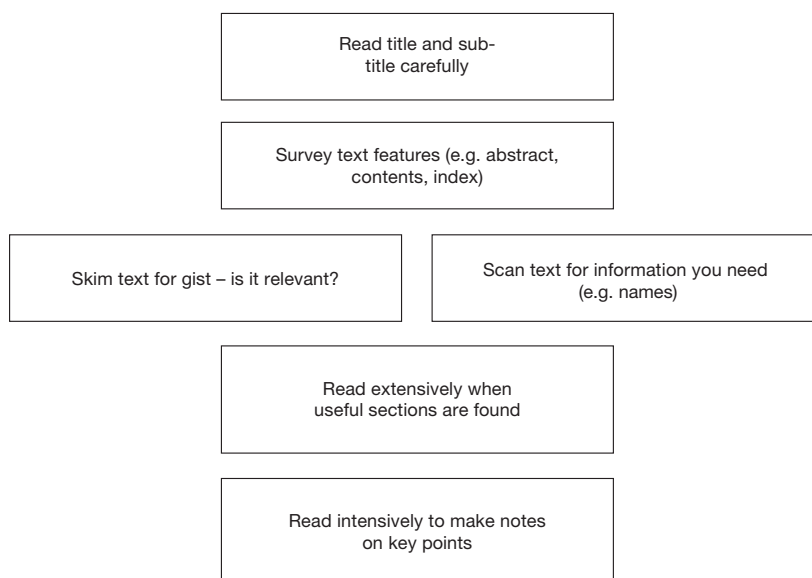 Read title and sub-
title carefully
Survey text features (e.g. abstract,
contents, index)
Skim text for gist – is it relevant?
Scan text for information you need
(e.g. names)
Read extensively when
useful sections are found
Read intensively to make notes
on key points